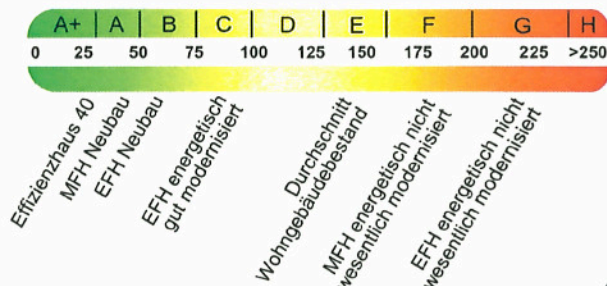 A+ A B C D E F G H
0 25 50 75 100 125 150 175 200 225 >250
Effizienzhaus 40
MFH Neubau
EFH Neubau
EFH energetisch
gut modernisiert
Durchschnitt
Wohngebäudebestand
MFH energetisch nicht
wesentlich modernisiert
EFH energetisch nicht
wesentlich modernisiert